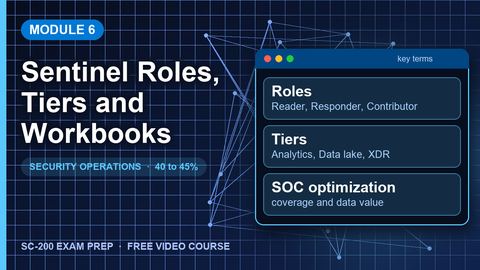 MODULE 6
Sentinel Roles,
Tiers and
Workbooks
SECURITY OPERATIONS · 40 to 45%
SC-200 EXAM PREP · FREE VIDEO COURSE
key terms
Roles
Reader, Responder, Contributor
Tiers
Analytics, Data lake, XDR
SOC optimization
coverage and data value